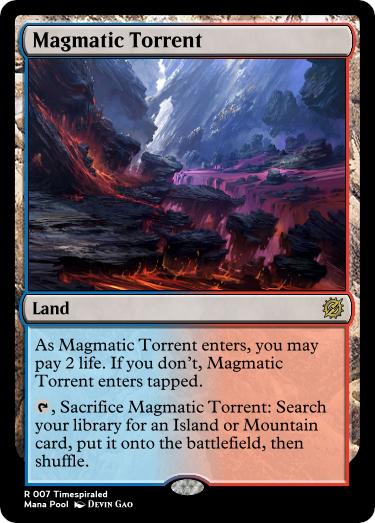 Magmatic Torrent
Land
As Magmatic Torrent enters, you may
pay 2 life. If you don't, Magmatic
Torrent enters tapped.
, Sacrifice Magmatic Torrent: Search
your library for an Island or Mountain
card, put it onto the battlefield, then
shuffle.
R 007 Timespiraled
Mana Pool Devin Gao